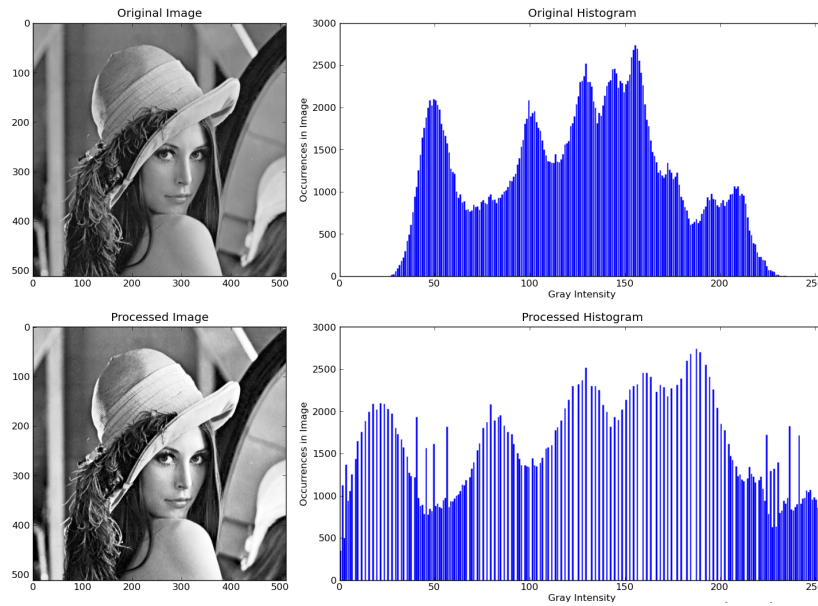 Original Image
0
100
200
300
400
500
0 100 200 300 400 500
Original Histogram
Occurrences in Image
3000
2500
2000
1500
1000
500
0
0 50 100 150 200 25
Gray Intensity
Processed Image
0
100
200
300
400
500
0 100 200 300 400 500
Processed Histogram
Occurrences in Image
3000
2500
2000
1500
1000
500
0
0 50 100 150 200 25
Gray Intensity